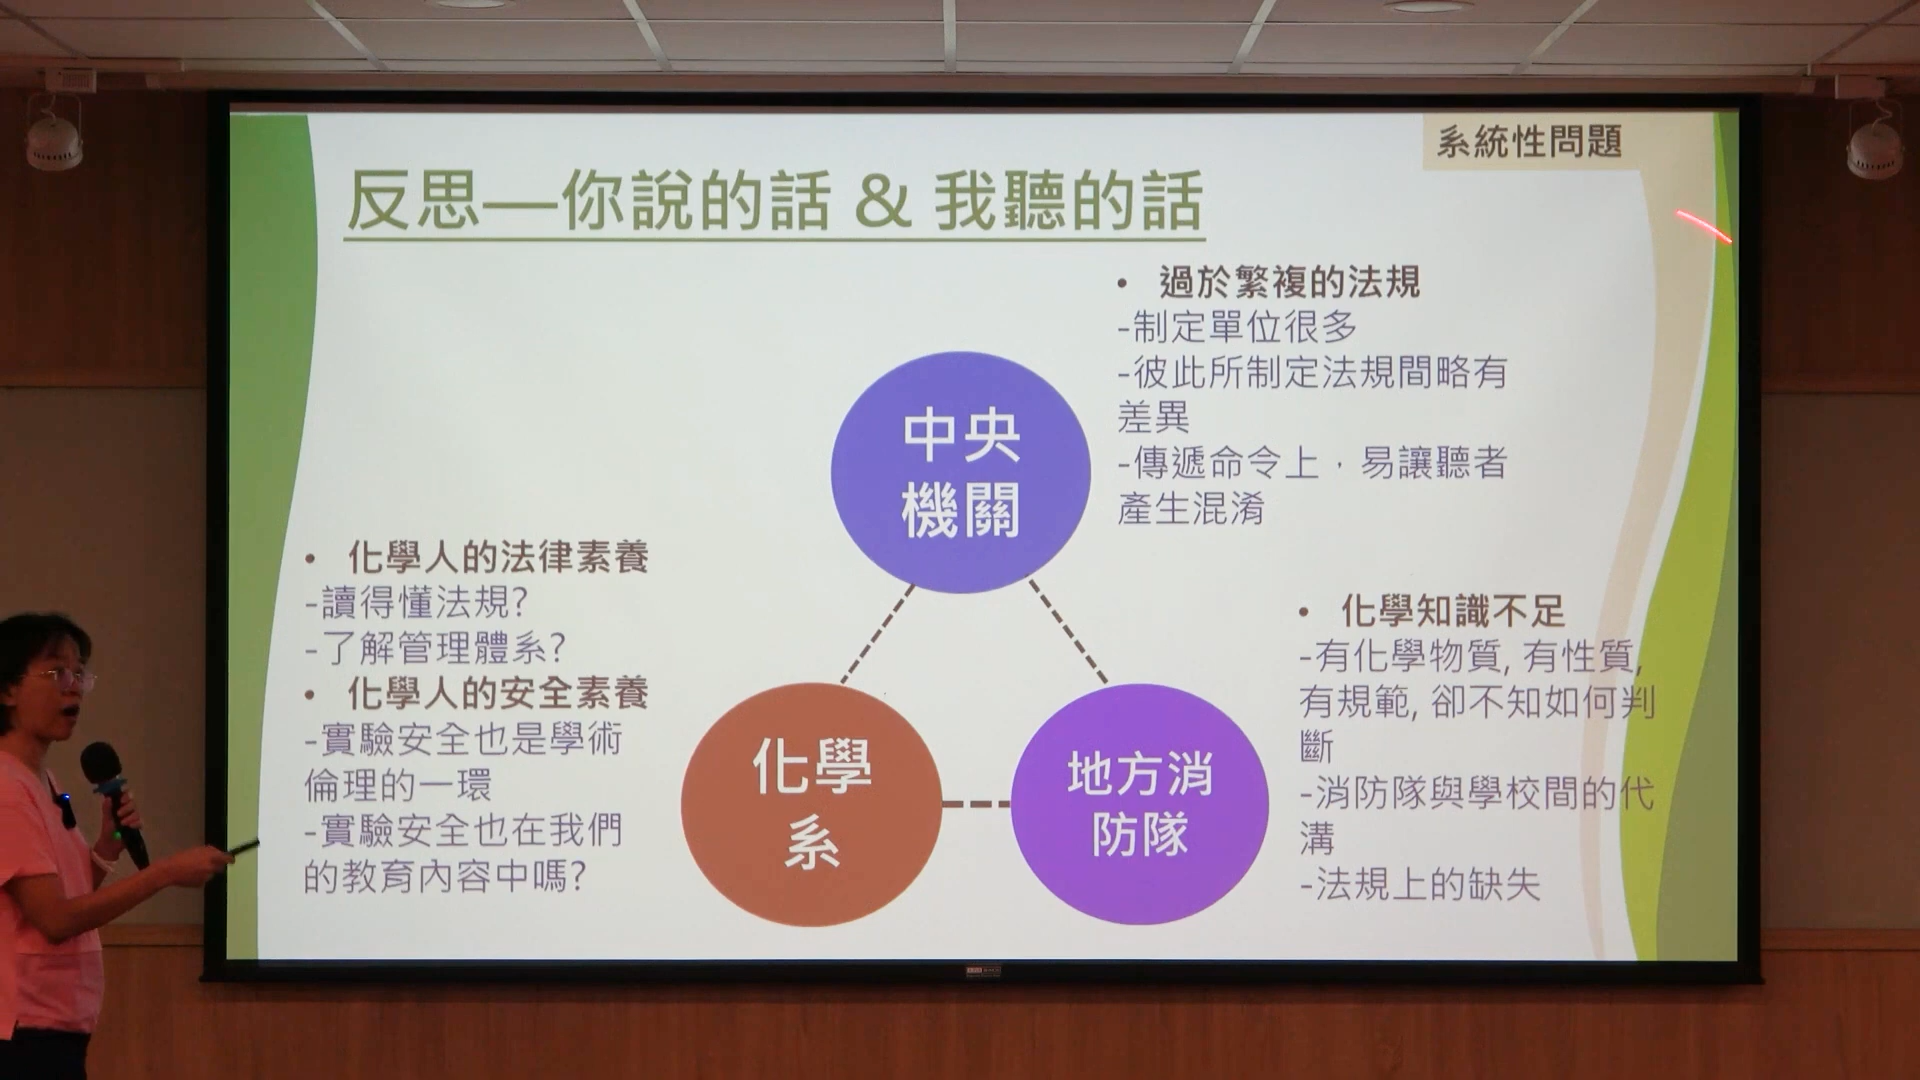 系統性問題
反思—你說的話 & 我聽的話
• 過於繁複的法規
-制定單位很多
-彼此所制定法規間略有
差異
-傳遞命令上，易讓聽者
產生混淆
中央
機關
• 化學人的法律素養
-讀得懂法規?
-了解管理體系?
• 化學人的安全素養
-實驗安全也是學術
倫理的一環
-實驗安全也在我們
的教育內容中嗎?
化學
系
地方消
防隊
• 化學知識不足
-有化學物質, 有性質,
有規範, 卻不知如何判
斷
-消防隊與學校間的代
溝
-法規上的缺失